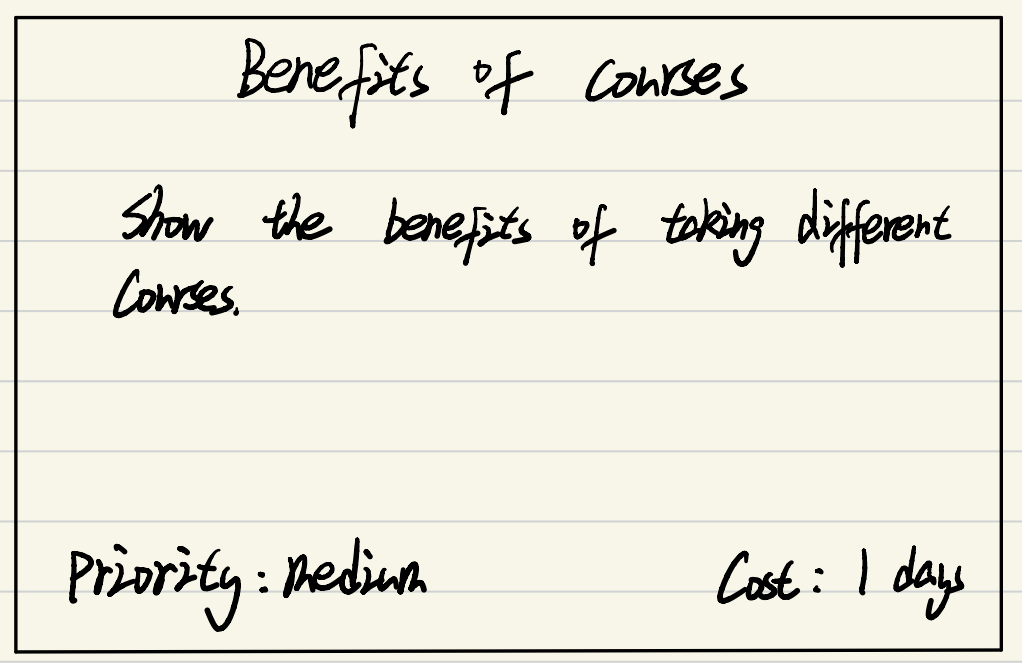 Benefits of Courses
Show the benefits of taking different
Courses.
Priority: Medium Cost: 1 days